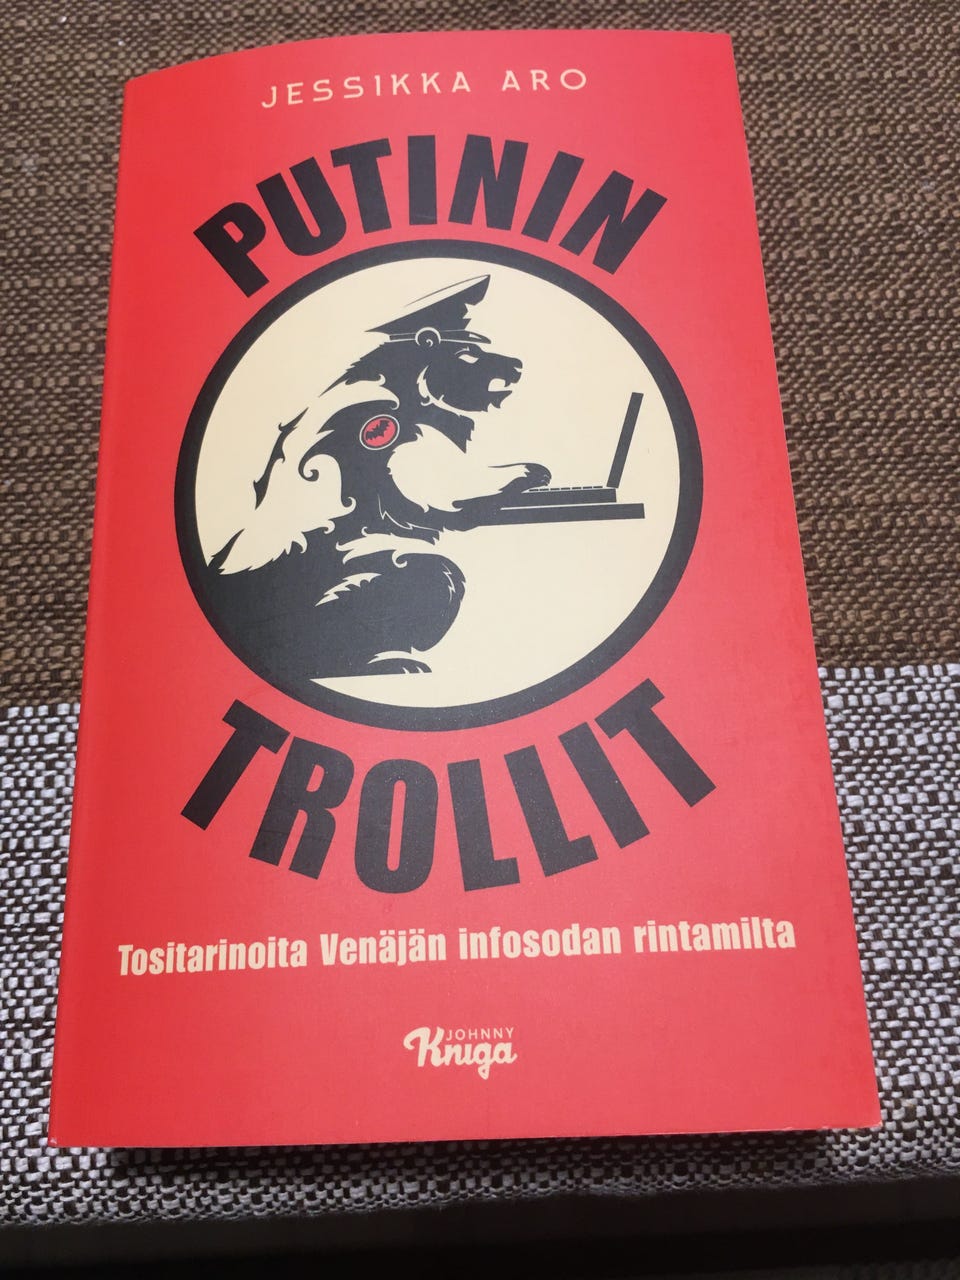 JESSIKKA ARO
PUTININ
TROLLIT
Tositarinoita Venäjän infosodan rintamilta
JOHNNY
Kniga